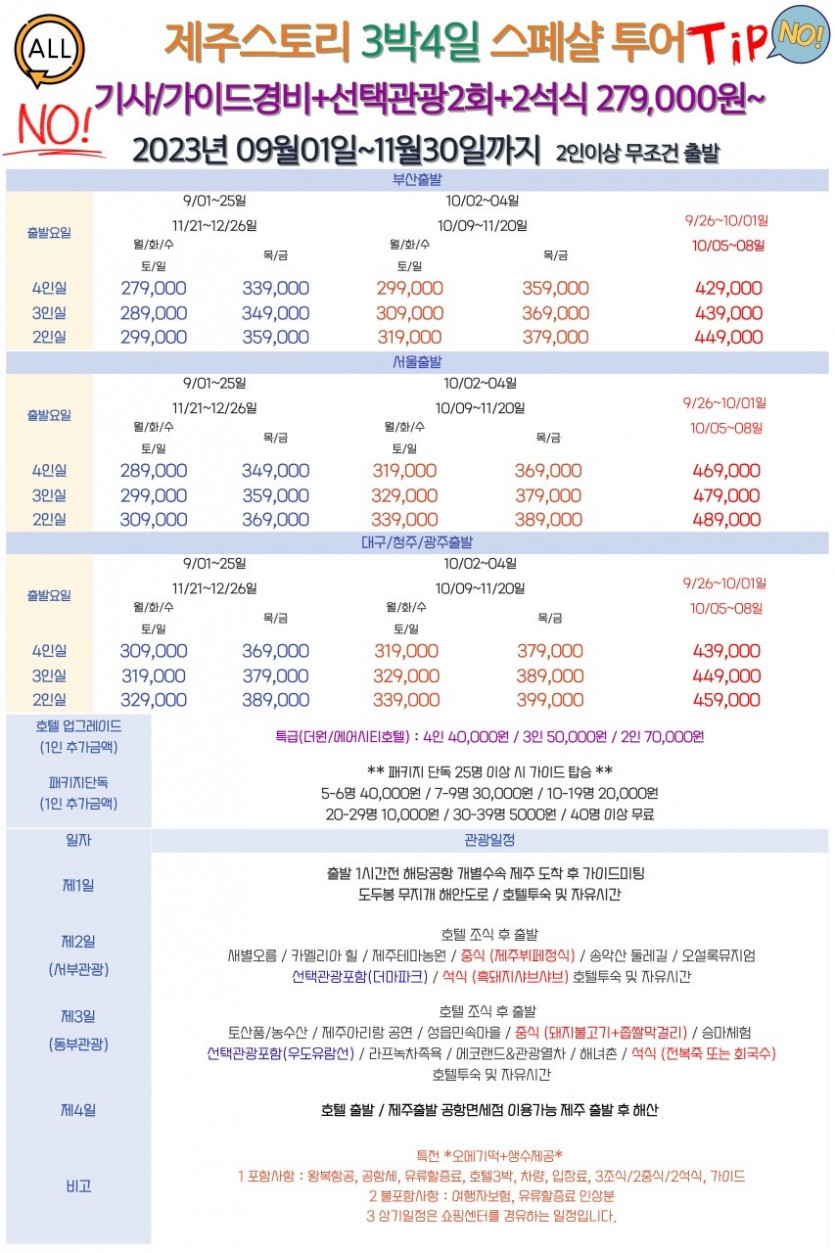 ALL
NO!
제주스토리 3박4일 스페샬 투어TiP NO!
기사/가이드경비+선택관광2회+2석식 279,000원~
2023년 09월01일~11월30일까지 2인이상 무조건 출발
부산출발
출발요일
9/01~25일 10/02~04일
11/21~12/26일 10/09~11/20일
9/26~10/01일
10/05~08일
월/화/수 목/금 월/화/수 목/금
토/일 토/일
4인실 279,000 339,000 299,000 359,000 429,000
3인실 289,000 349,000 309,000 369,000 439,000
2인실 299,000 359,000 319,000 379,000 449,000
서울출발
출발요일
9/01~25일 10/02~04일
11/21~12/26일 10/09~11/20일
9/26~10/01일
10/05~08일
월/화/수 목/금 월/화/수 목/금
토/일 토/일
4인실 289,000 349,000 319,000 369,000 469,000
3인실 299,000 359,000 329,000 379,000 479,000
2인실 309,000 369,000 339,000 389,000 489,000
대구/청주/광주출발
출발요일
9/01~25일 10/02~04일
11/21~12/26일 10/09~11/20일
9/26~10/01일
10/05~08일
월/화/수 목/금 월/화/수 목/금
토/일 토/일
4인실 309,000 369,000 319,000 379,000 439,000
3인실 319,000 379,000 329,000 389,000 449,000
2인실 329,000 389,000 339,000 399,000 459,000
호텔 업그레이드
(1인 추가금액)
특급(더원/에어시티호텔) : 4인 40,000원 / 3인 50,000원 / 2인 70,000원
패키지단독
(1인 추가금액)
** 패키지 단독 25명 이상 시 가이드 탑승 **
5-6명 40,000원 / 7-9명 30,000원 / 10-19명 20,000원
20-29명 10,000원 / 30-39명 5000원 / 40명 이상 무료
일자 관광일정
제1일
출발 1시간전 해당공항 개별수속 제주 도착 후 가이드미팅
도두봉 무지개 해안도로 / 호텔투숙 및 자유시간
제2일
(서부관광)
호텔 조식 후 출발
새별오름 / 카멜리아 힐 / 제주테마농원 / 중식 (제주뷔페정식) / 송악산 둘레길 / 오설록뮤지엄
선택관광포함(더마파크) / 석식 (흑돼지샤브샤브) 호텔투숙 및 자유시간
제3일
(동부관광)
호텔 조식 후 출발
토산품/농수산 / 제주아리랑 공연 / 성읍민속마을 / 중식 (돼지불고기+좁쌀막걸리) / 승마체험
선택관광포함(우도유람선) / 라프녹차족욕 / 에코랜드&관광열차 / 해녀촌 / 석식 (전복죽 또는 회국수)
호텔투숙 및 자유시간
제4일
호텔 출발 / 제주출발 공항면세점 이용가능 제주 출발 후 해산
비고
특전 *오메기떡+생수제공*
1 포함사항 : 왕복항공, 공항세, 유류할증료, 호텔3박, 차량, 입장료, 3조식/2중식/2석식, 가이드
2 불포함사항 : 여행자보험, 유류할증료 인상분
3 상기일정은 쇼핑센터를 경유하는 일정입니다.